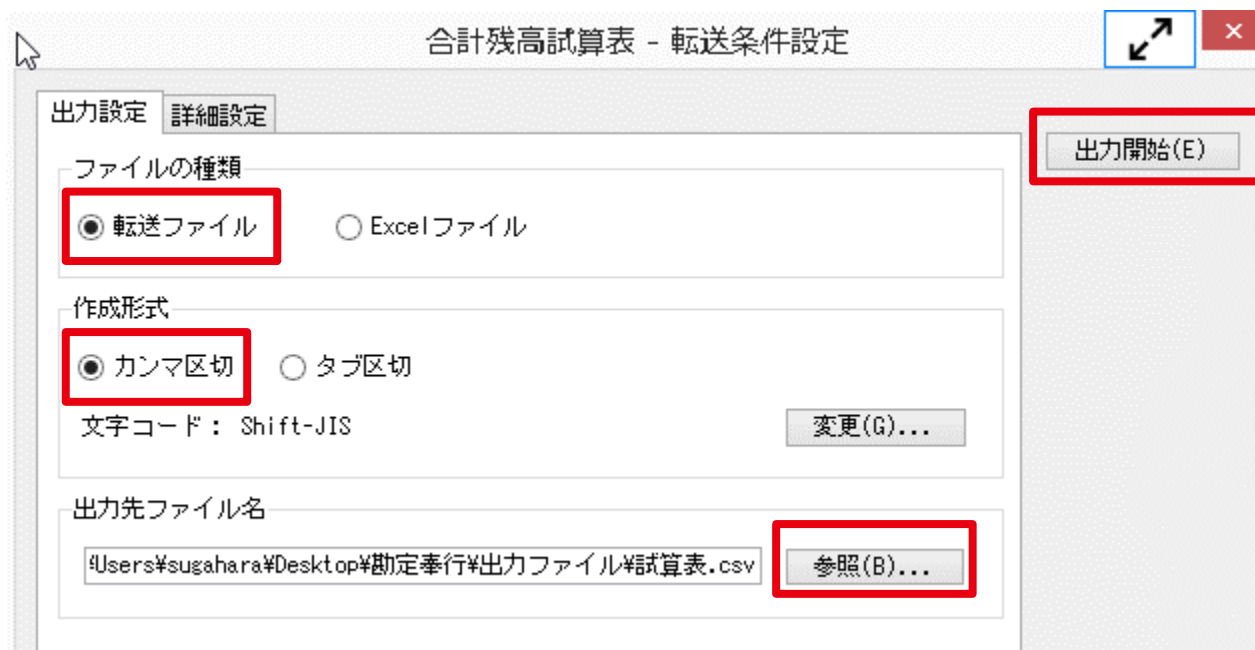 合計残高試算表 - 転送条件設定
出力設定 詳細設定
出力開始(E)
ファイルの種類
転送ファイル Excelファイル
作成形式
カンマ区切 タブ区切
文字コード： Shift-JIS 変更(G)...
出力先ファイル名
¥Users¥sugahara¥Desktop¥勘定奉行¥出力ファイル¥試算表.csv 参照(B)...